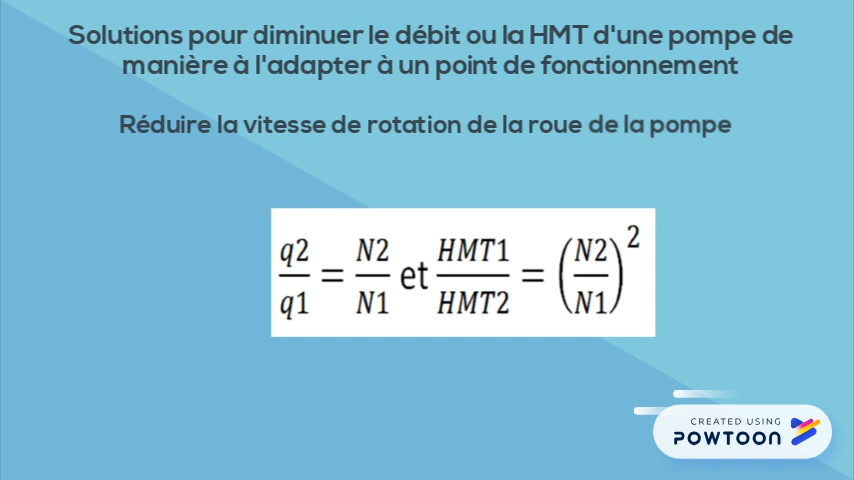 Solutions pour diminuer le débit ou la HMT d'une pompe de
manière à l'adapter à un point de fonctionnement
Réduire la vitesse de rotation de la roue de la pompe
q2/q1 = N2/N1 et HMT1/HMT2 = (N2/N1)²
CREATED USING
POWTOON